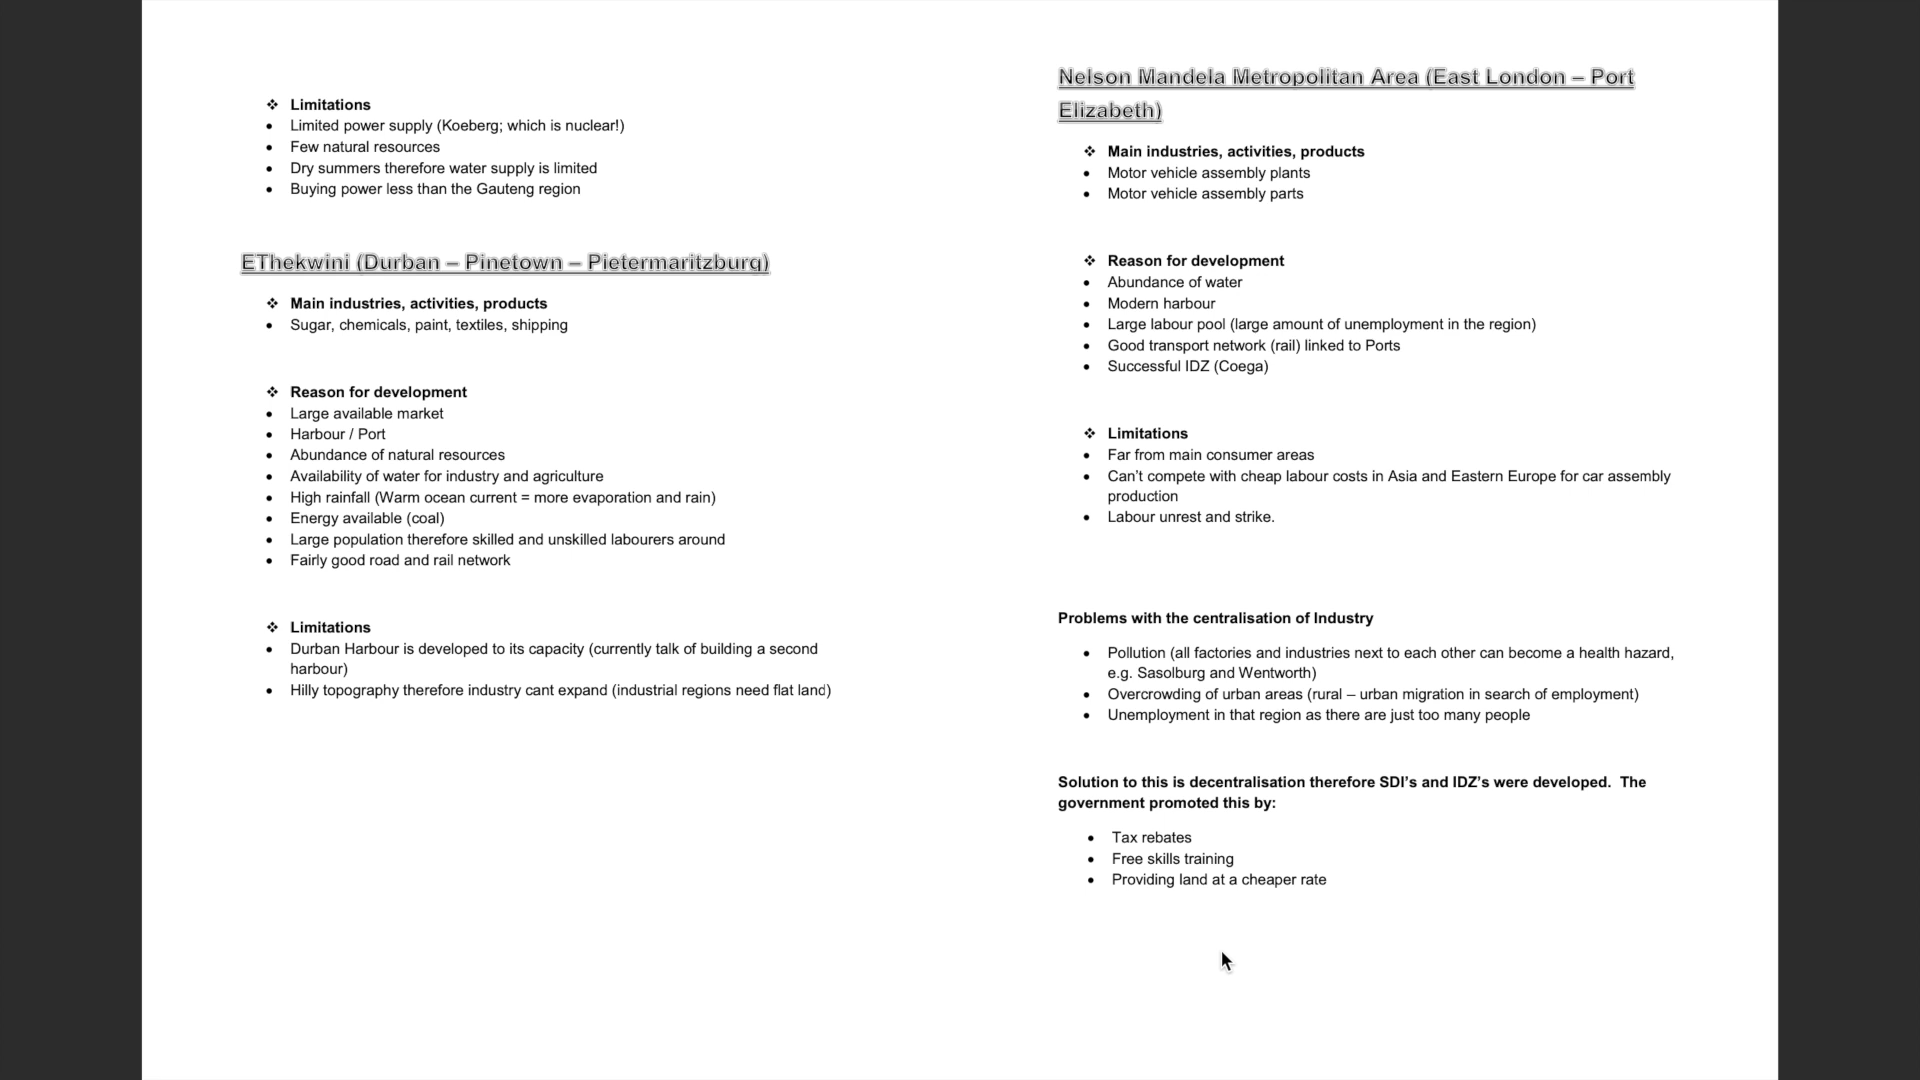 ❖ Limitations
• Limited power supply (Koeberg; which is nuclear!)
• Few natural resources
• Dry summers therefore water supply is limited
• Buying power less than the Gauteng region
EThekwini (Durban – Pinetown – Pietermaritzburg)
❖ Main industries, activities, products
• Sugar, chemicals, paint, textiles, shipping
❖ Reason for development
• Large available market
• Harbour / Port
• Abundance of natural resources
• Availability of water for industry and agriculture
• High rainfall (Warm ocean current = more evaporation and rain)
• Energy available (coal)
• Large population therefore skilled and unskilled labourers around
• Fairly good road and rail network
❖ Limitations
• Durban Harbour is developed to its capacity (currently talk of building a second
harbour)
• Hilly topography therefore industry cant expand (industrial regions need flat land)
Nelson Mandela Metropolitan Area (East London – Port
Elizabeth)
❖ Main industries, activities, products
• Motor vehicle assembly plants
• Motor vehicle assembly parts
❖ Reason for development
• Abundance of water
• Modern harbour
• Large labour pool (large amount of unemployment in the region)
• Good transport network (rail) linked to Ports
• Successful IDZ (Coega)
❖ Limitations
• Far from main consumer areas
• Can’t compete with cheap labour costs in Asia and Eastern Europe for car assembly
production
• Labour unrest and strike.
Problems with the centralisation of Industry
• Pollution (all factories and industries next to each other can become a health hazard,
e.g. Sasolburg and Wentworth)
• Overcrowding of urban areas (rural – urban migration in search of employment)
• Unemployment in that region as there are just too many people
Solution to this is decentralisation therefore SDI’s and IDZ’s were developed.  The
government promoted this by:
• Tax rebates
• Free skills training
• Providing land at a cheaper rate